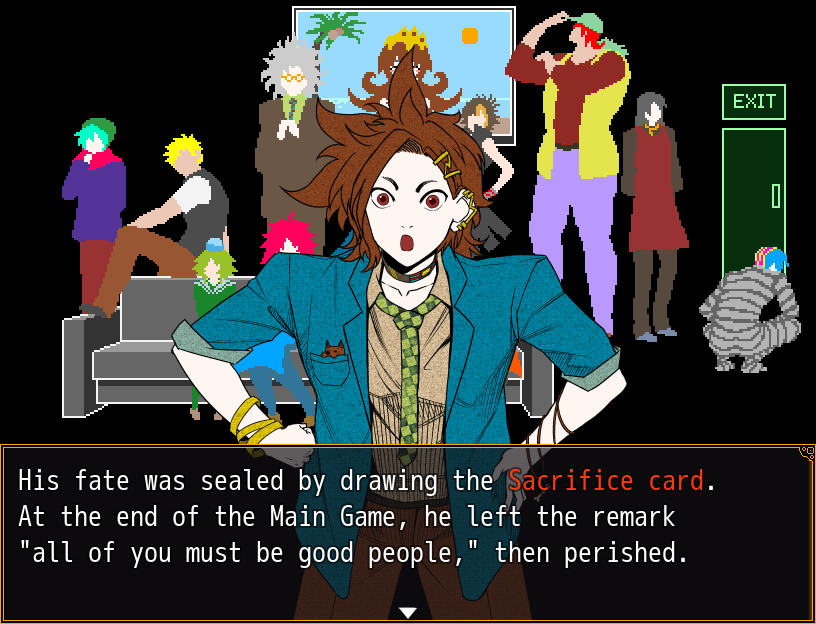 EXIT
His fate was sealed by drawing the Sacrifice card.
At the end of the Main Game, he left the remark
"all of you must be good people," then perished.